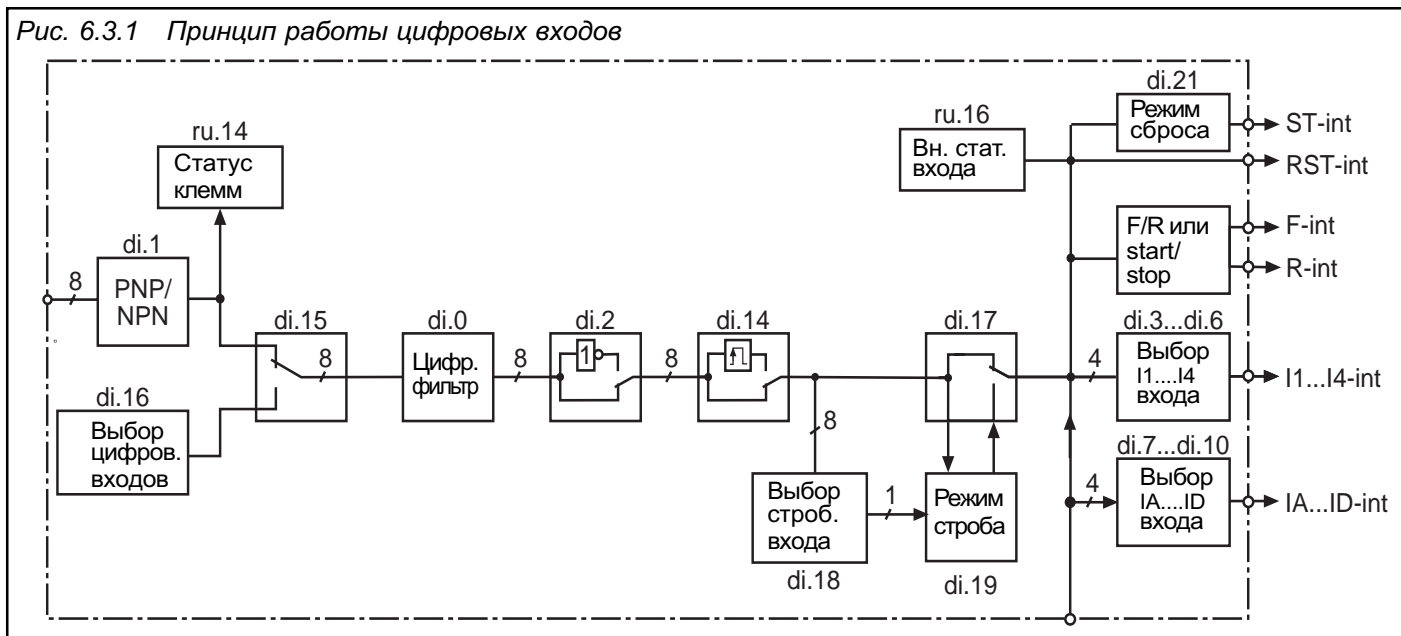 Рис. 6.3.1 Принцип работы цифровых входов
di.21
Режим
сброса
ST-int
ru.16
Вн. стат.
входа
RST-int
ru.14
Статус
клемм
F/R или
start/
stop
F-int
R-int
di.1
8
PNP/
NPN
di.15
8
di.0
Цифр.
фильтр
8
di.2
1
8
di.14
di.17
di.3...di.6
4
Выбор
I1....I4
входа
I1...I4-int
di.16
Выбор
цифров.
входов
8
Выбор
строб.
входа
di.18
1
Режим
строба
di.19
di.7...di.10
4
Выбор
IA....ID
входа
IA...ID-int